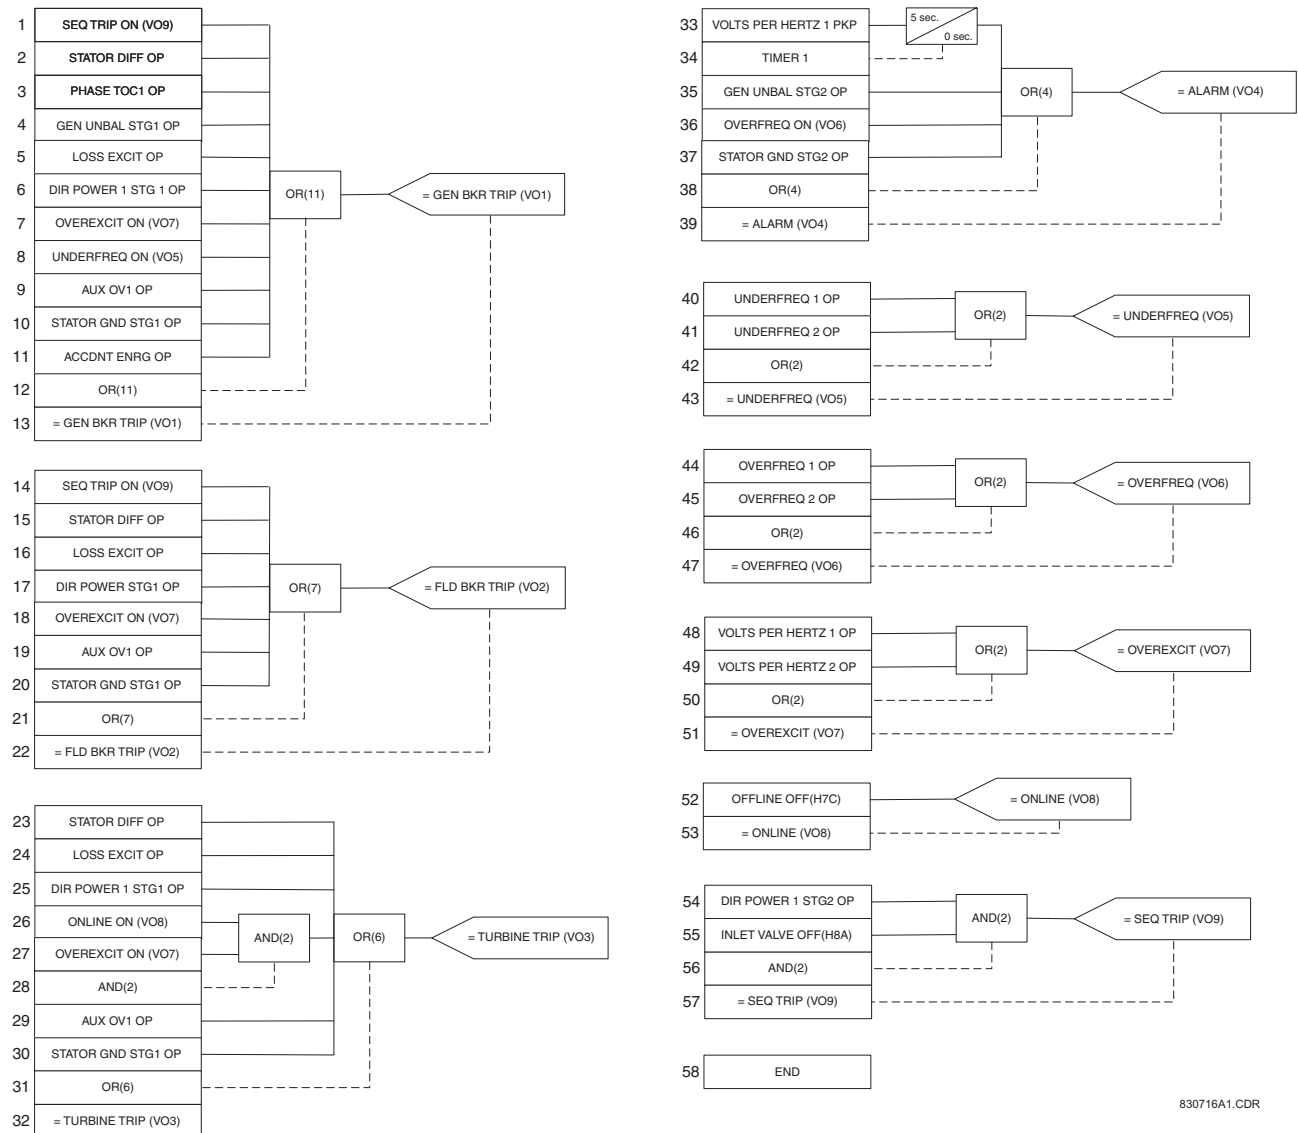 1 SEQ TRIP ON (VO9)
2 STATOR DIFF OP
3 PHASE TOC1 OP
4 GEN UNBAL STG1 OP
5 LOSS EXCIT OP
6 DIR POWER 1 STG 1 OP
7 OVEREXCIT ON (VO7)
8 UNDERFREQ ON (VO5)
9 AUX OV1 OP
10 STATOR GND STG1 OP
11 ACCDNT ENRG OP
12 OR(11)
13 = GEN BKR TRIP (VO1)
OR(11)
= GEN BKR TRIP (VO1)
14 SEQ TRIP ON (VO9)
15 STATOR DIFF OP
16 LOSS EXCIT OP
17 DIR POWER STG1 OP
18 OVEREXCIT ON (VO7)
19 AUX OV1 OP
20 STATOR GND STG1 OP
21 OR(7)
22 = FLD BKR TRIP (VO2)
OR(7)
= FLD BKR TRIP (VO2)
23 STATOR DIFF OP
24 LOSS EXCIT OP
25 DIR POWER 1 STG1 OP
26 ONLINE ON (VO8)
27 OVEREXCIT ON (VO7)
28 AND(2)
29 AUX OV1 OP
30 STATOR GND STG1 OP
31 OR(6)
32 = TURBINE TRIP (VO3)
AND(2)
OR(6)
= TURBINE TRIP (VO3)
33 VOLTS PER HERTZ 1 PKP
34 TIMER 1
35 GEN UNBAL STG2 OP
36 OVERFREQ ON (VO6)
37 STATOR GND STG2 OP
38 OR(4)
39 = ALARM (VO4)
5 sec.
0 sec.
OR(4)
= ALARM (VO4)
40 UNDERFREQ 1 OP
41 UNDERFREQ 2 OP
42 OR(2)
43 = UNDERFREQ (VO5)
OR(2)
= UNDERFREQ (VO5)
44 OVERFREQ 1 OP
45 OVERFREQ 2 OP
46 OR(2)
47 = OVERFREQ (VO6)
OR(2)
= OVERFREQ (VO6)
48 VOLTS PER HERTZ 1 OP
49 VOLTS PER HERTZ 2 OP
50 OR(2)
51 = OVEREXCIT (VO7)
OR(2)
= OVEREXCIT (VO7)
52 OFFLINE OFF(H7C)
53 = ONLINE (VO8)
= ONLINE (VO8)
54 DIR POWER 1 STG2 OP
55 INLET VALVE OFF(H8A)
56 AND(2)
57 = SEQ TRIP (VO9)
AND(2)
= SEQ TRIP (VO9)
58 END
830716A1.CDR